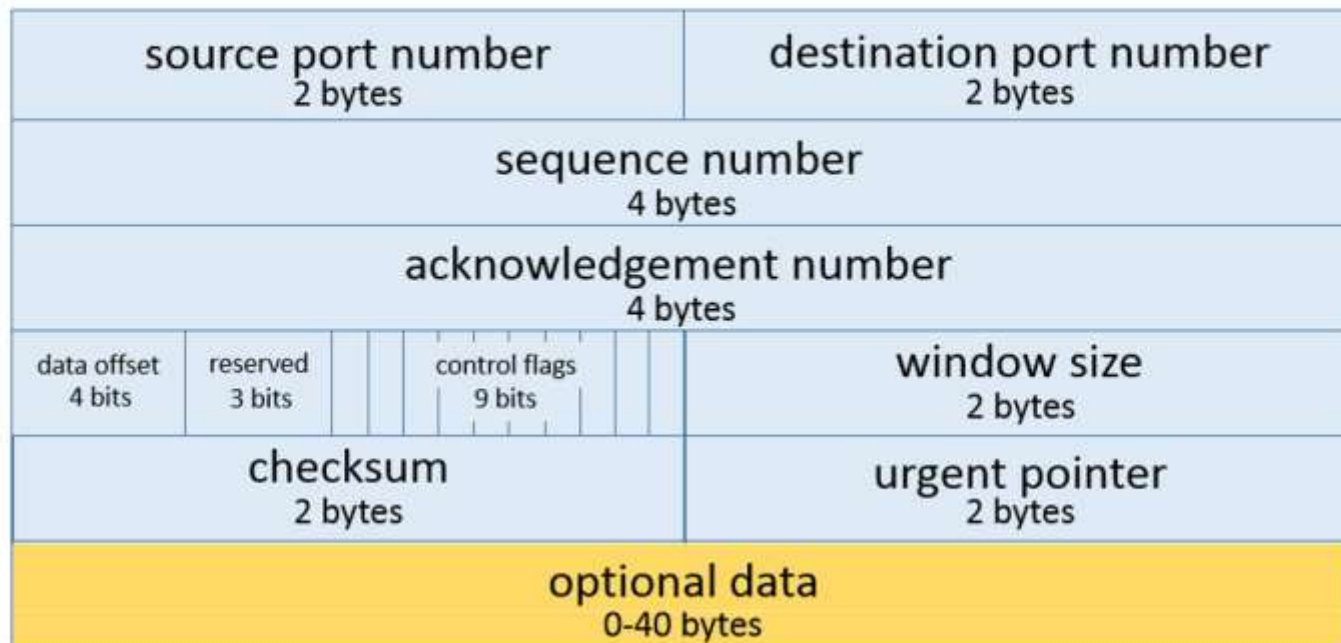 source port number
2 bytes
destination port number
2 bytes
sequence number
4 bytes
acknowledgement number
4 bytes
data offset
4 bits
reserved
3 bits
control flags
9 bits
window size
2 bytes
checksum
2 bytes
urgent pointer
2 bytes
optional data
0-40 bytes